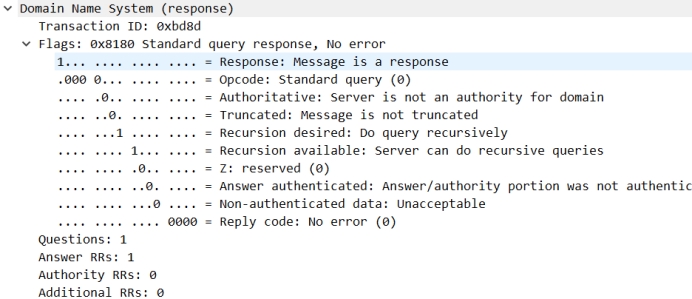 Domain Name System (response)
Transaction ID: 0xbd8d
Flags: 0x8180 Standard query response, No error
1... .... .... .... = Response: Message is a response
.000 0... .... .... = Opcode: Standard query (0)
.... .0.. .... .... = Authoritative: Server is not an authority for domain
.... ..0. .... .... = Truncated: Message is not truncated
.... ...1 .... .... = Recursion desired: Do query recursively
.... .... 1... .... = Recursion available: Server can do recursive queries
.... .... .0.. .... = Z: reserved (0)
.... .... ..0. .... = Answer authenticated: Answer/authority portion was not authentic
.... .... ...0 .... = Non-authenticated data: Unacceptable
.... .... .... 0000 = Reply code: No error (0)
Questions: 1
Answer RRs: 1
Authority RRs: 0
Additional RRs: 0